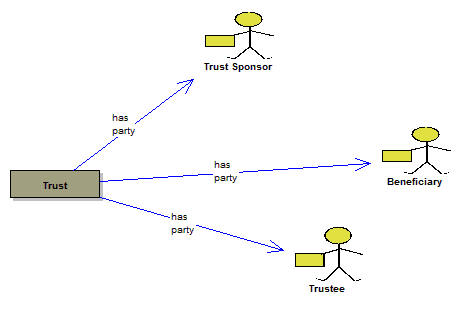 Trust Sponsor
has
party
has
party
Beneficiary
Trust
has
party
Trustee